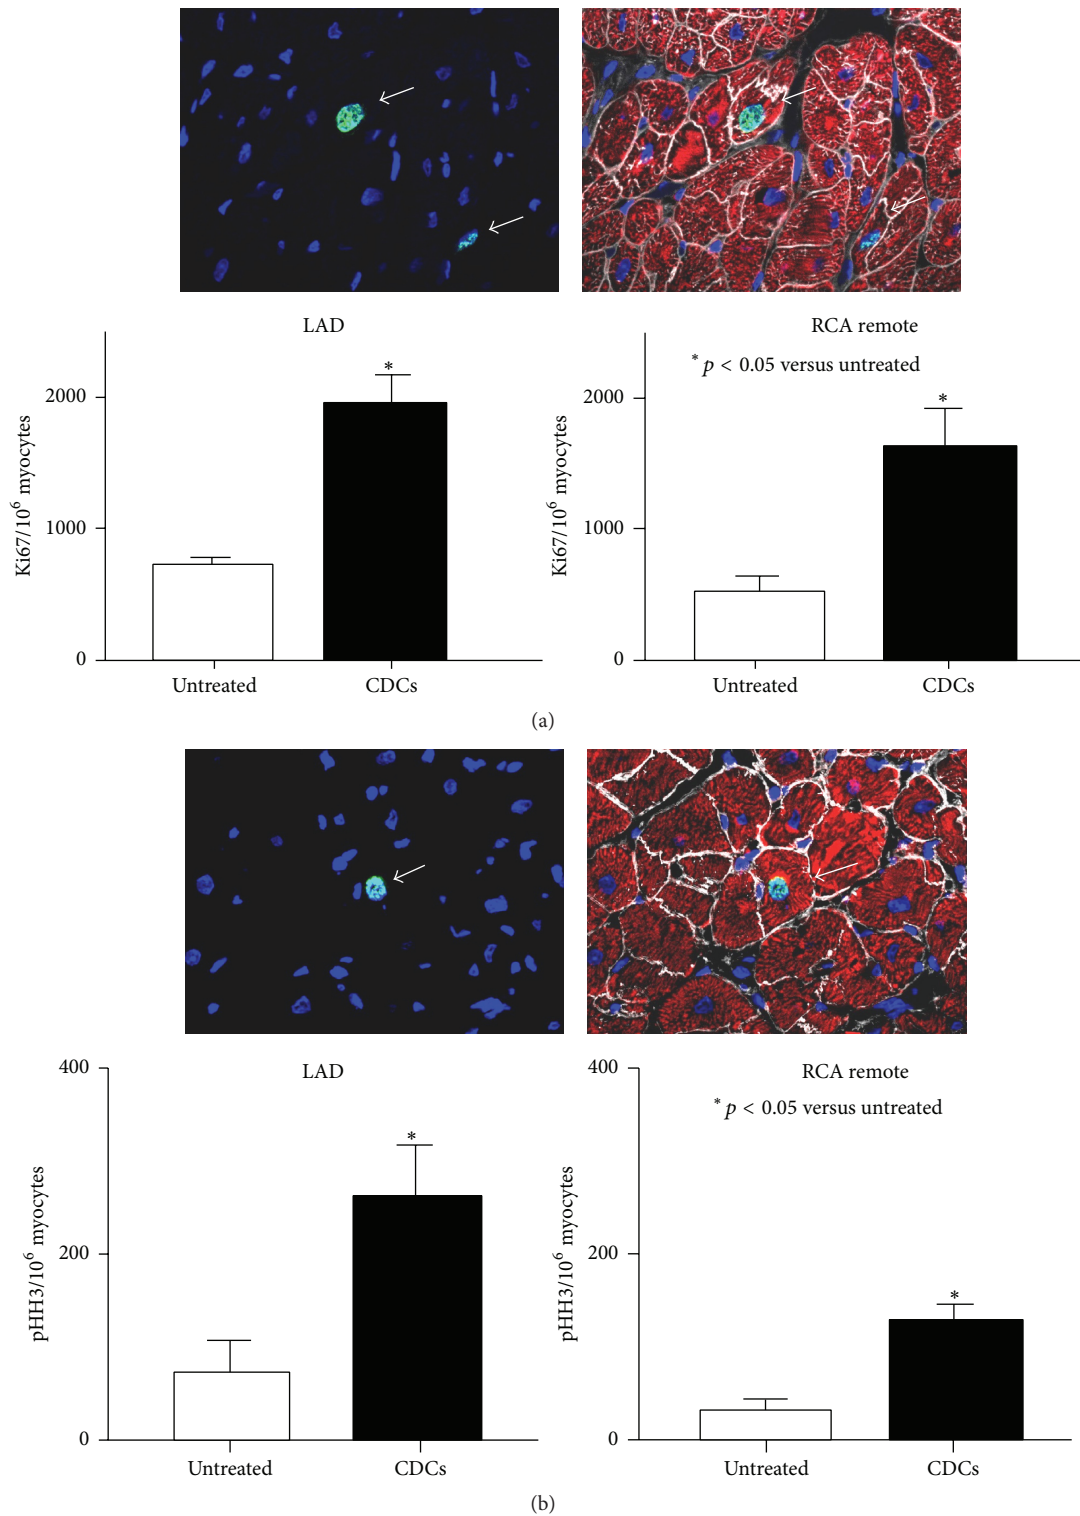 LAD
*
2000
1000
0
Ki67/10⁶ myocytes
Untreated
CDCs
RCA remote
* p < 0.05 versus untreated
*
2000
1000
0
Ki67/10⁶ myocytes
Untreated
CDCs
(a)
LAD
*
400
200
0
pHH3/10⁶ myocytes
Untreated
CDCs
RCA remote
* p < 0.05 versus untreated
*
400
200
0
pHH3/10⁶ myocytes
Untreated
CDCs
(b)